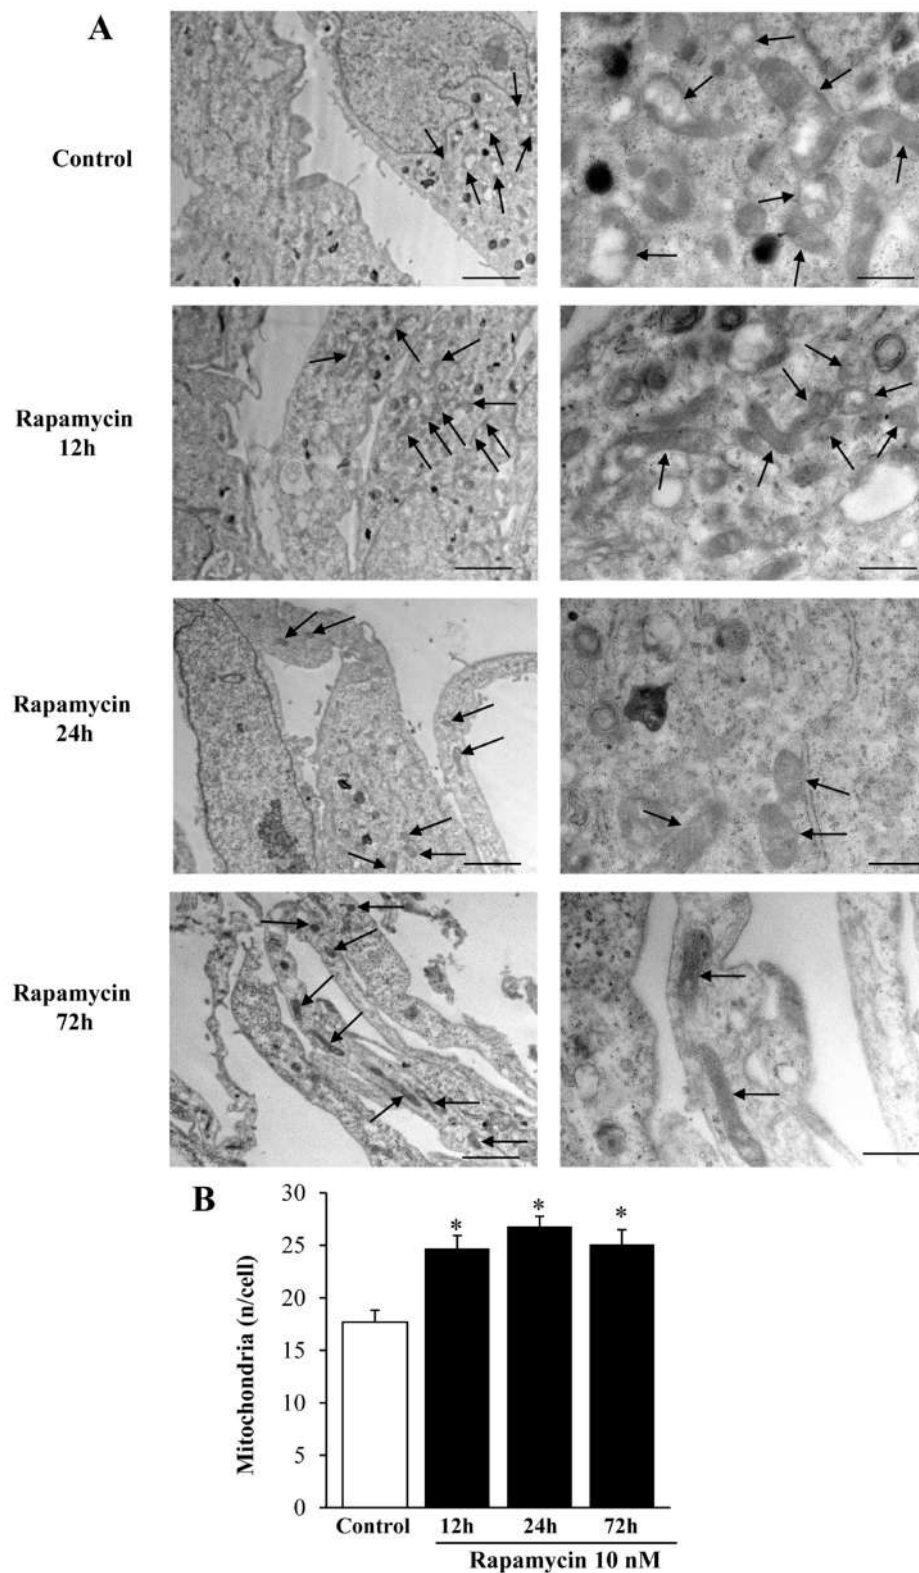 A
Control
Rapamycin
12h
Rapamycin
24h
Rapamycin
72h
B
Mitochondria (n/cell)
30
25
20
15
10
5
0
*
*
*
Control
12h
24h
72h
Rapamycin 10 nM